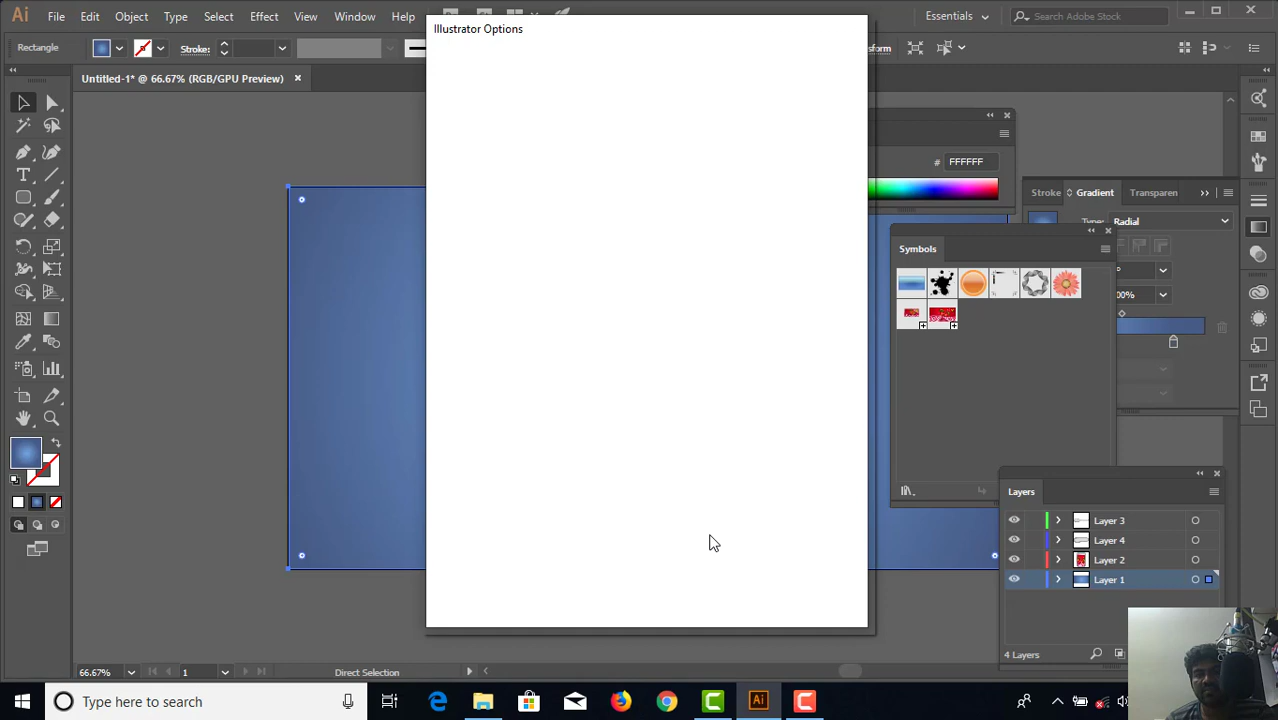 Ai File Edit Object Type Select Effect View Window Help Essentials Search Adobe Stock
Illustrator Options
Rectangle Stroke:
Untitled-1* @ 66.67% (RGB/GPU Preview)
# FFFFFF
Stroke Gradient Transparen
Type: Radial
Symbols
°
00%
Layers
Layer 3
Layer 4
Layer 2
Layer 1
4 Layers
66.67% 1 Direct Selection
Type here to search
Ai